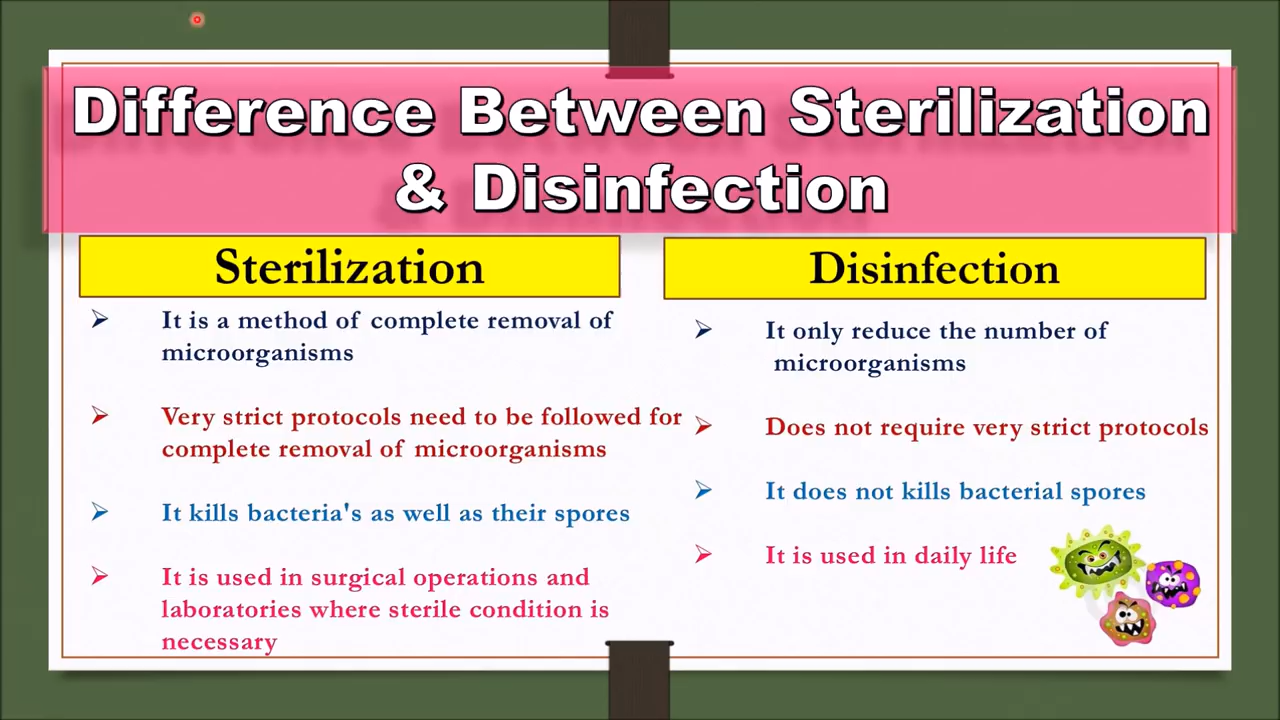 Difference Between Sterilization
& Disinfection
Sterilization
It is a method of complete removal of
microorganisms
Very strict protocols need to be followed for
complete removal of microorganisms
It kills bacteria's as well as their spores
It is used in surgical operations and
laboratories where sterile condition is
necessary
Disinfection
It only reduce the number of
microorganisms
Does not require very strict protocols
It does not kills bacterial spores
It is used in daily life